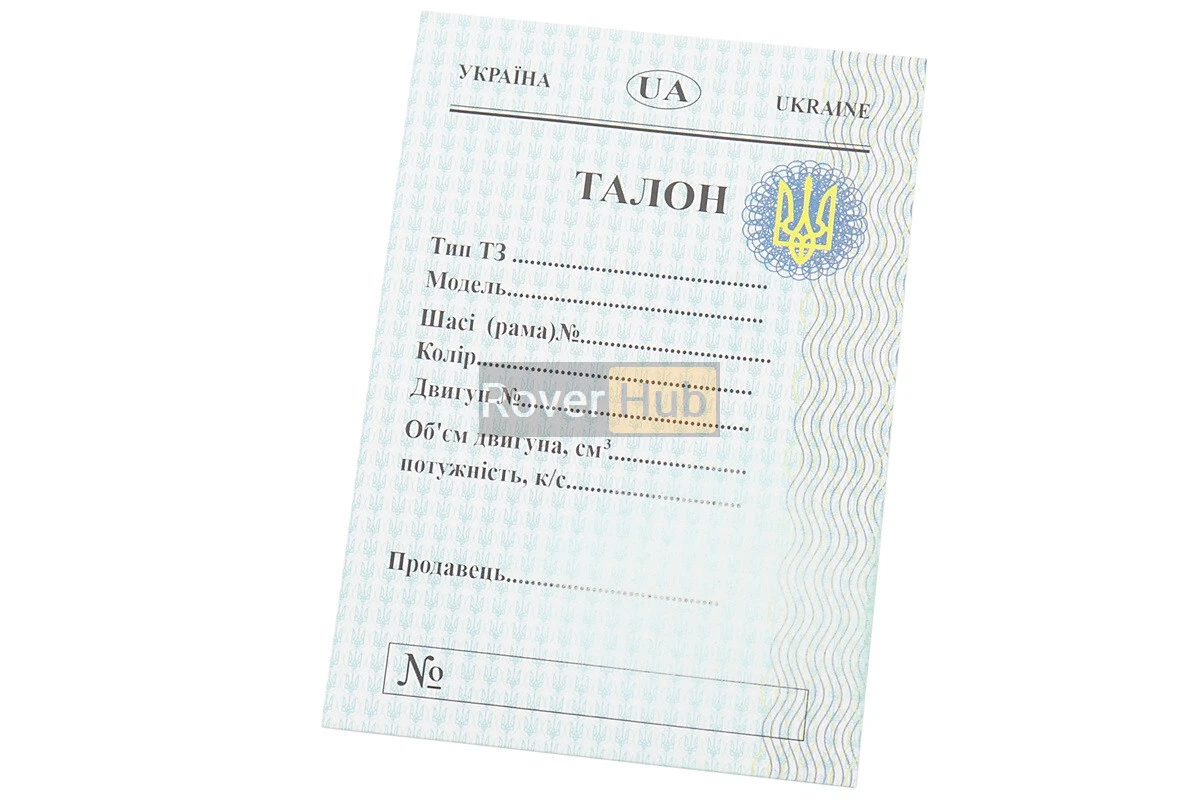 УКРАЇНА UA UKRAINE
ТАЛОН
Тип ТЗ
Модель
Шасі (рама)№
Колір
Rover Hub
Двигун №
Об'єм двигуна, см³
потужність, к/с
Продавець
№